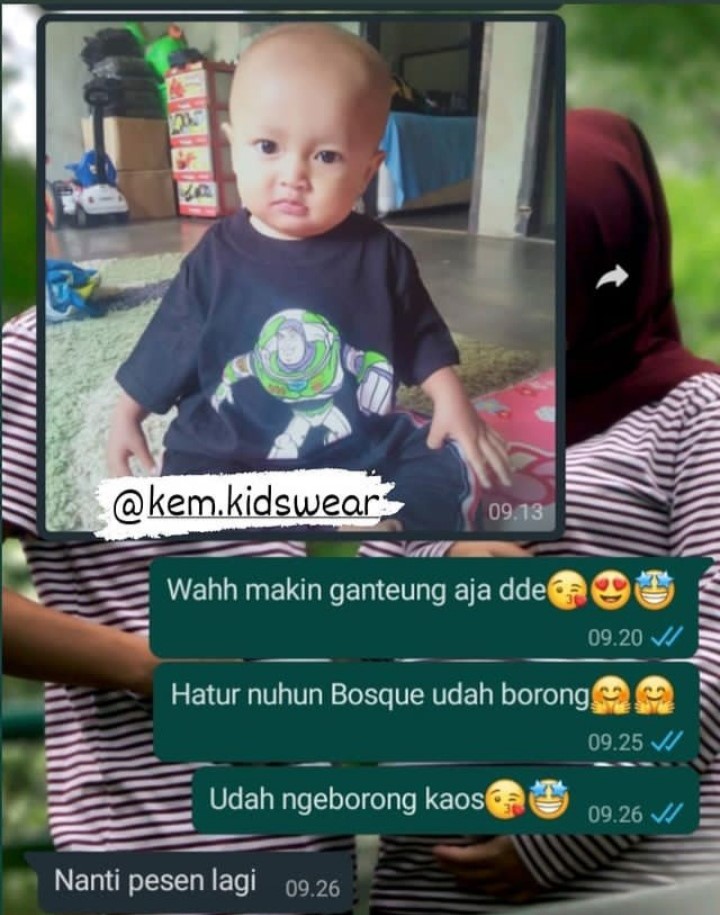 @kem.kidswear
09.13
Wahh makin ganteung aja dde😘😍🤩
09.20
Hatur nuhun Bosque udah borong🤗🤗
09.25
Udah ngeborong kaos😘🤩
09.26
Nanti pesen lagi
09.26